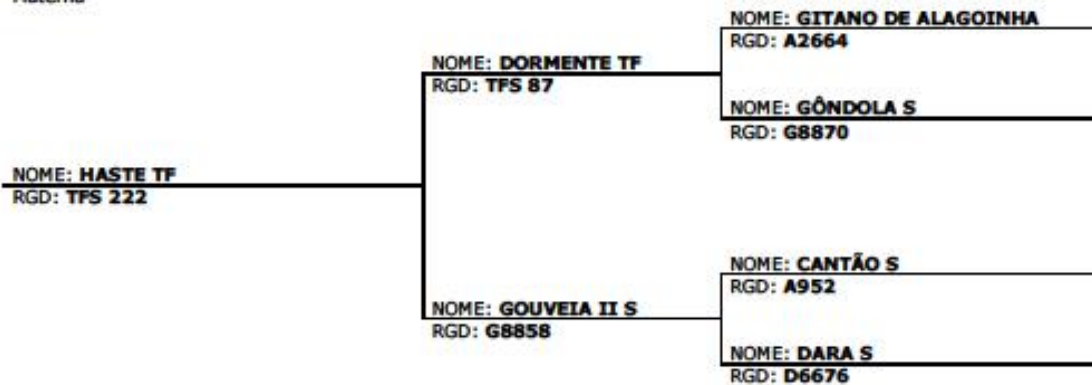 NOME: GITANO DE ALAGOINHA
RGD: A2664
NOME: DORMENTE TF
RGD: TFS 87
NOME: GÔNDOLA S
RGD: G8870
NOME: HASTE TF
RGD: TFS 222
NOME: CANTÃO S
RGD: A952
NOME: GOUVEIA II S
RGD: G8858
NOME: DARA S
RGD: D6676